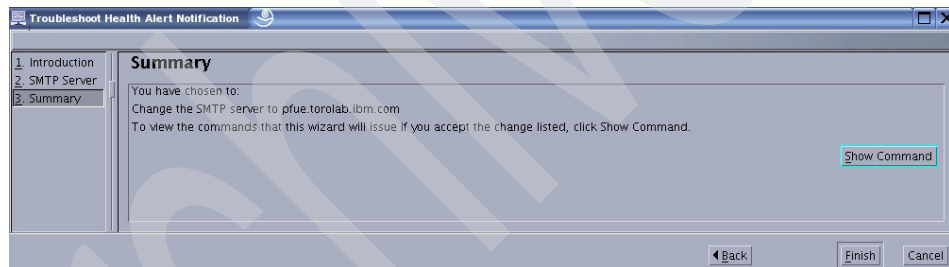 Troubleshoot Health Alert Notification
1. Introduction
2. SMTP Server
3. Summary
Summary
You have chosen to:
Change the SMTP server to pfue.torolab.ibm.com
To view the commands that this wizard will issue if you accept the change listed, click Show Command.
Show Command
Back
Finish
Cancel